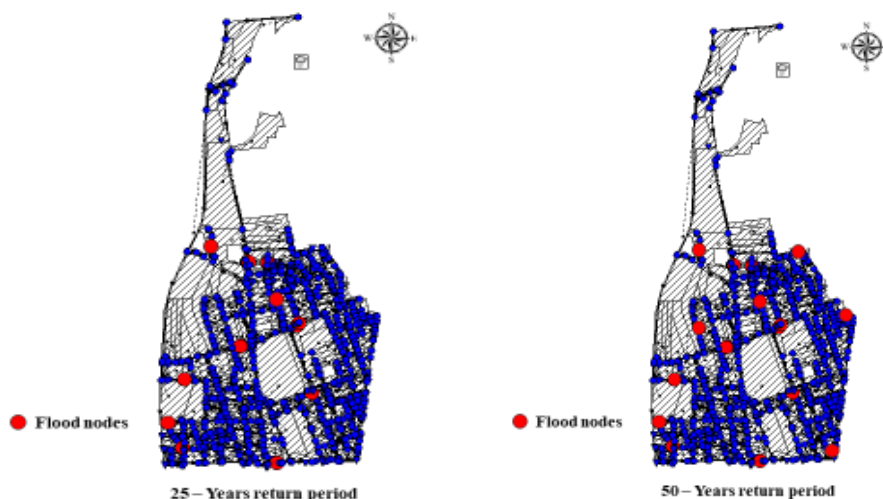 N
W E
S
N
W E
S
Flood nodes
Flood nodes
25 – Years return period
50 – Years return period